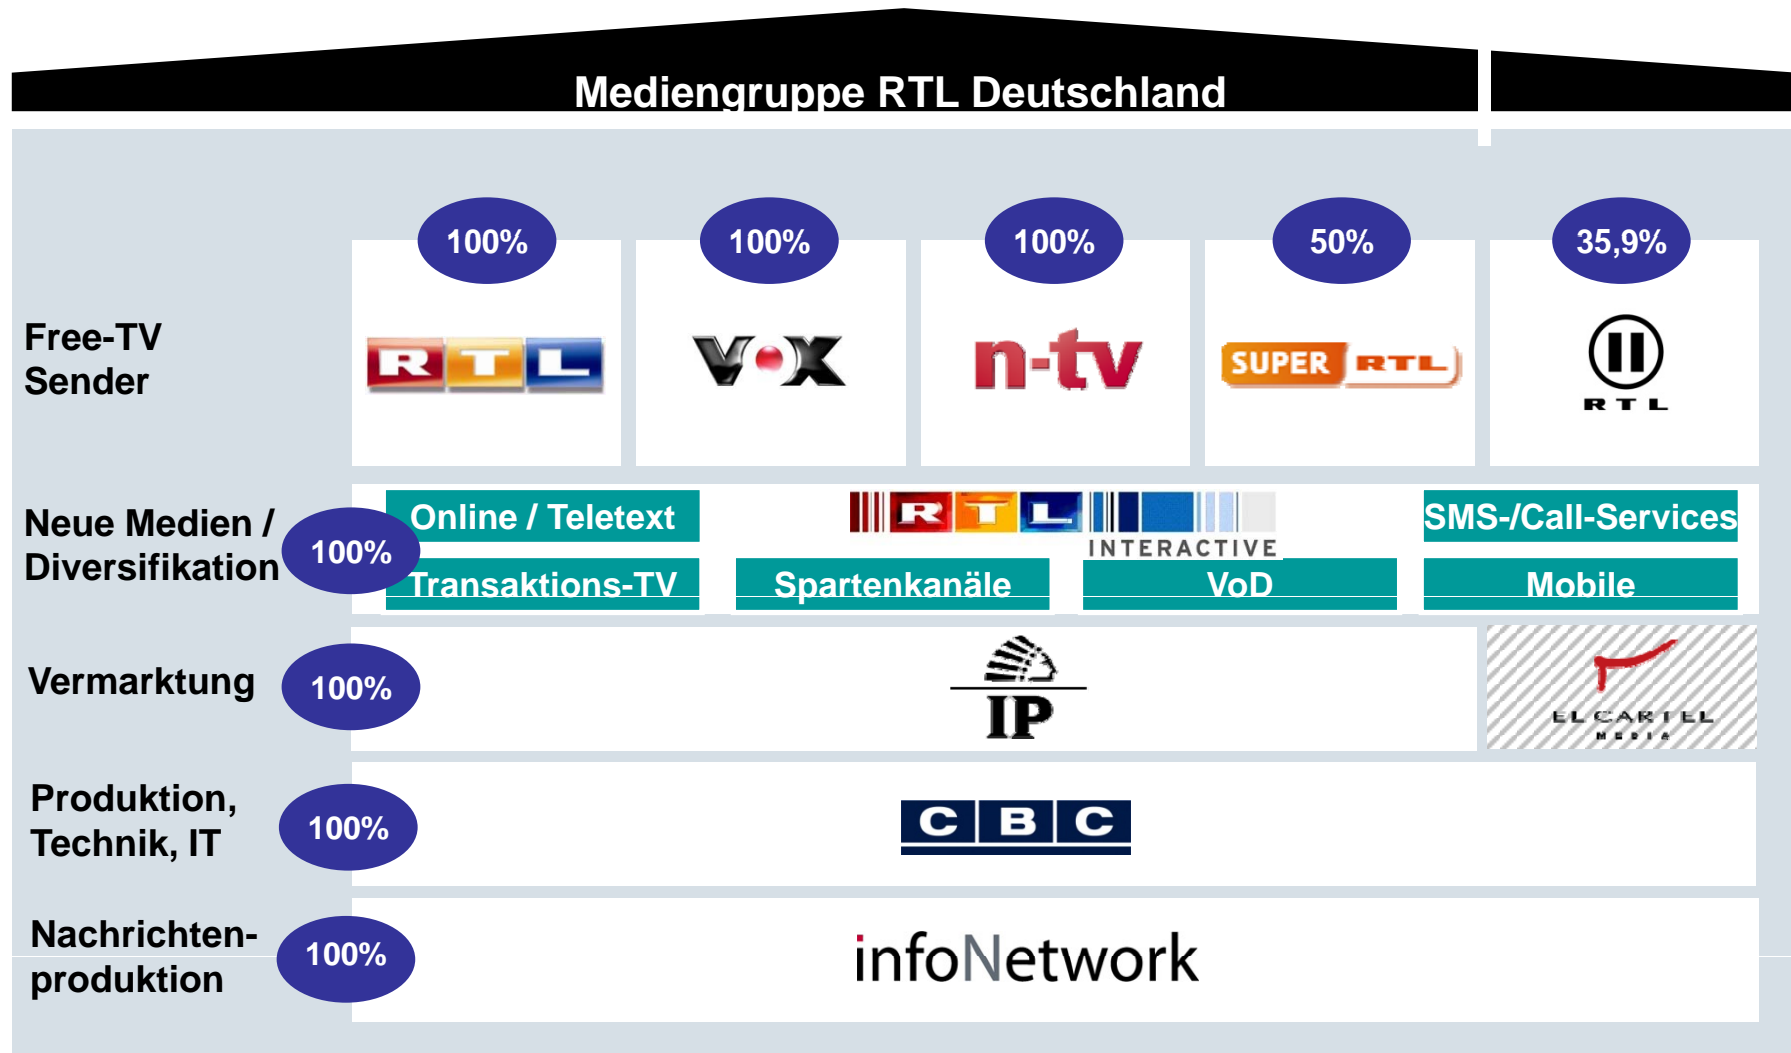 Mediengruppe RTL Deutschland
100%
100%
100%
50%
35,9%
Free-TV
Sender
RTL
VOX
n-tv
SUPER RTL
II
RTL
Neue Medien /
Diversifikation
100%
Online / Teletext
RTL
INTERACTIVE
SMS-/Call-Services
Transaktions-TV
Spartenkanäle
VoD
Mobile
Vermarktung
100%
IP
EL CARTEL
MEDIA
Produktion,
Technik, IT
100%
CBC
Nachrichten-
produktion
100%
infoNetwork